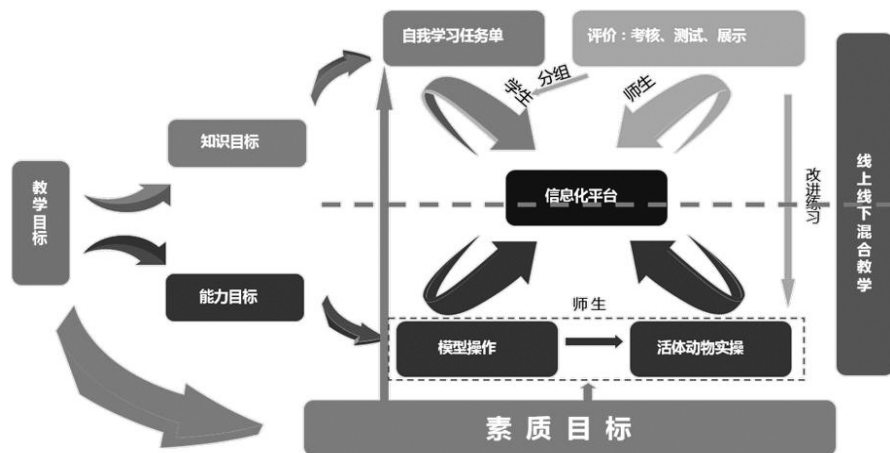 自我学习任务单
评价：考核、测试、展示
学生
分组
师生
知识目标
教学目标
信息化平台
改进练习
线上线下混合教学
能力目标
师 生
模型操作
活体动物实操
素质目标